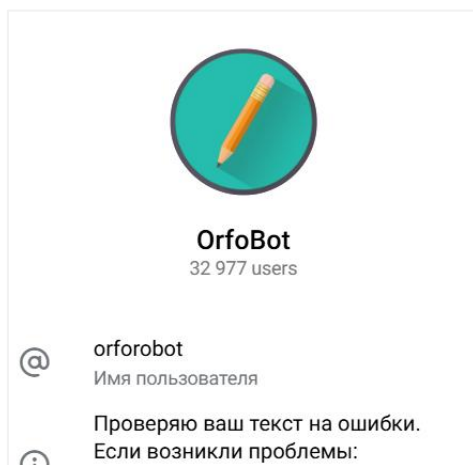 OrfoBot
32 977 users
@
orforobot
Имя пользователя
Проверяю ваш текст на ошибки.
Если возникли проблемы: